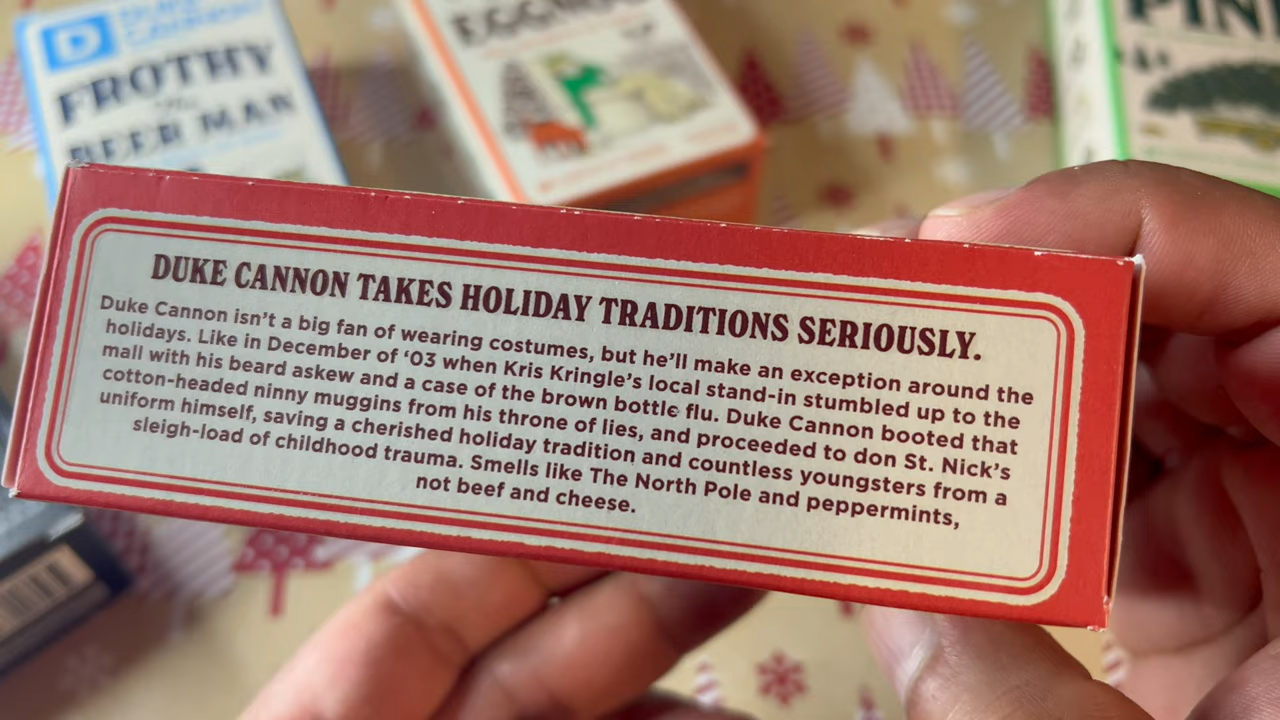 DUKE
CANNON
FROTHY
THE
BEER MAN
EGGNOG
DUKE CANNON TAKES HOLIDAY TRADITIONS SERIOUSLY.
Duke Cannon isn't a big fan of wearing costumes, but he'll make an exception around the
holidays. Like in December of '03 when Kris Kringle's local stand-in stumbled up to the
mall with his beard askew and a case of the brown bottle flu. Duke Cannon booted that
cotton-headed ninny muggins from his throne of lies, and proceeded to don St. Nick's
uniform himself, saving a cherished holiday tradition and countless youngsters from a
sleigh-load of childhood trauma. Smells like The North Pole and peppermints,
not beef and cheese.